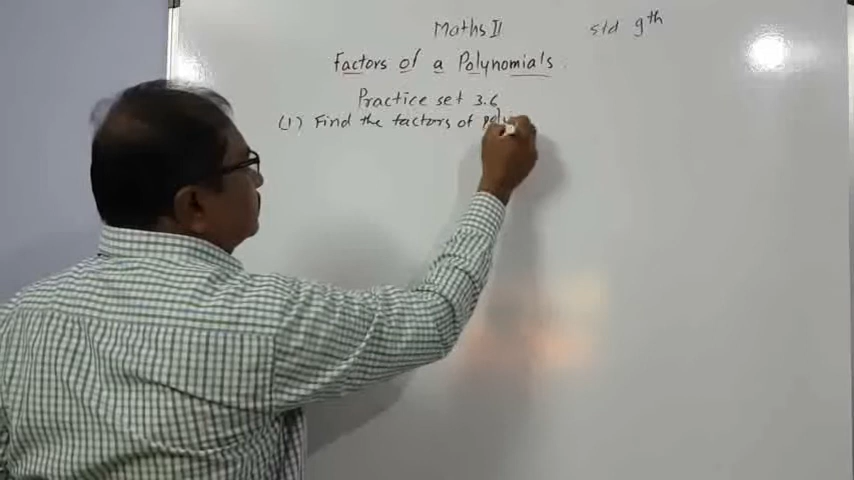 Maths II std 9th
Factors of a Polynomials
Practice set 3.6
(1) Find the factors of